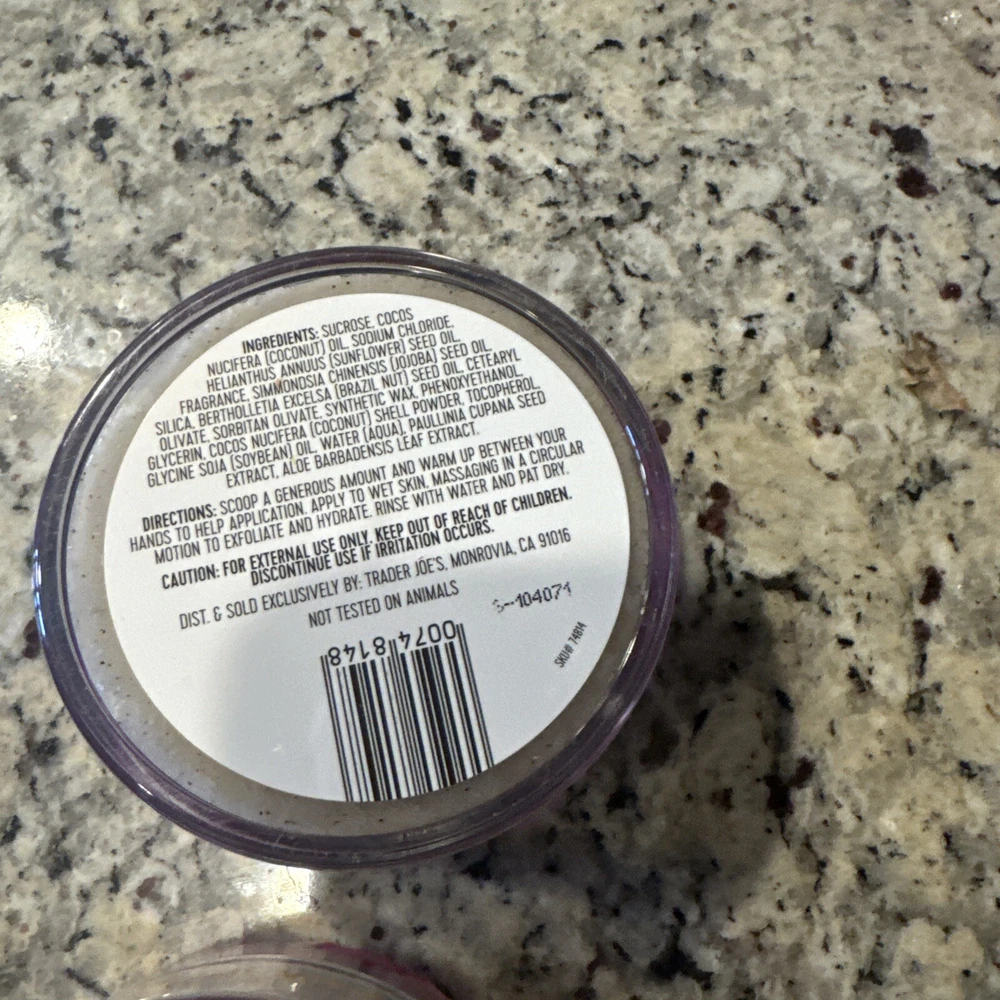 INGREDIENTS: SUCROSE, COCOS
NUCIFERA (COCONUT) OIL, SODIUM CHLORIDE,
HELIANTHUS ANNUUS (SUNFLOWER) SEED OIL,
FRAGRANCE, SIMMONDSIA CHINENSIS (JOJOBA) SEED OIL,
SILICA, BERTHOLLETIA EXCELSA (BRAZIL NUT) SEED OIL, CETEARYL
OLIVATE, SORBITAN OLIVATE, SYNTHETIC WAX, PHENOXYETHANOL,
GLYCERIN, COCOS NUCIFERA (COCONUT) SHELL POWDER, TOCOPHEROL,
GLYCINE SOJA (SOYBEAN) OIL, WATER (AQUA), PAULLINIA CUPANA SEED
EXTRACT, ALOE BARBADENSIS LEAF EXTRACT.
DIRECTIONS: SCOOP A GENEROUS AMOUNT AND WARM UP BETWEEN YOUR
HANDS TO HELP APPLICATION. APPLY TO WET SKIN, MASSAGING IN A CIRCULAR
MOTION TO EXFOLIATE AND HYDRATE. RINSE WITH WATER AND PAT DRY.
CAUTION: FOR EXTERNAL USE ONLY. KEEP OUT OF REACH OF CHILDREN.
DISCONTINUE USE IF IRRITATION OCCURS.
DIST. & SOLD EXCLUSIVELY BY: TRADER JOE'S, MONROVIA, CA 91016
NOT TESTED ON ANIMALS
104071
SKU# 74814
0074 8148